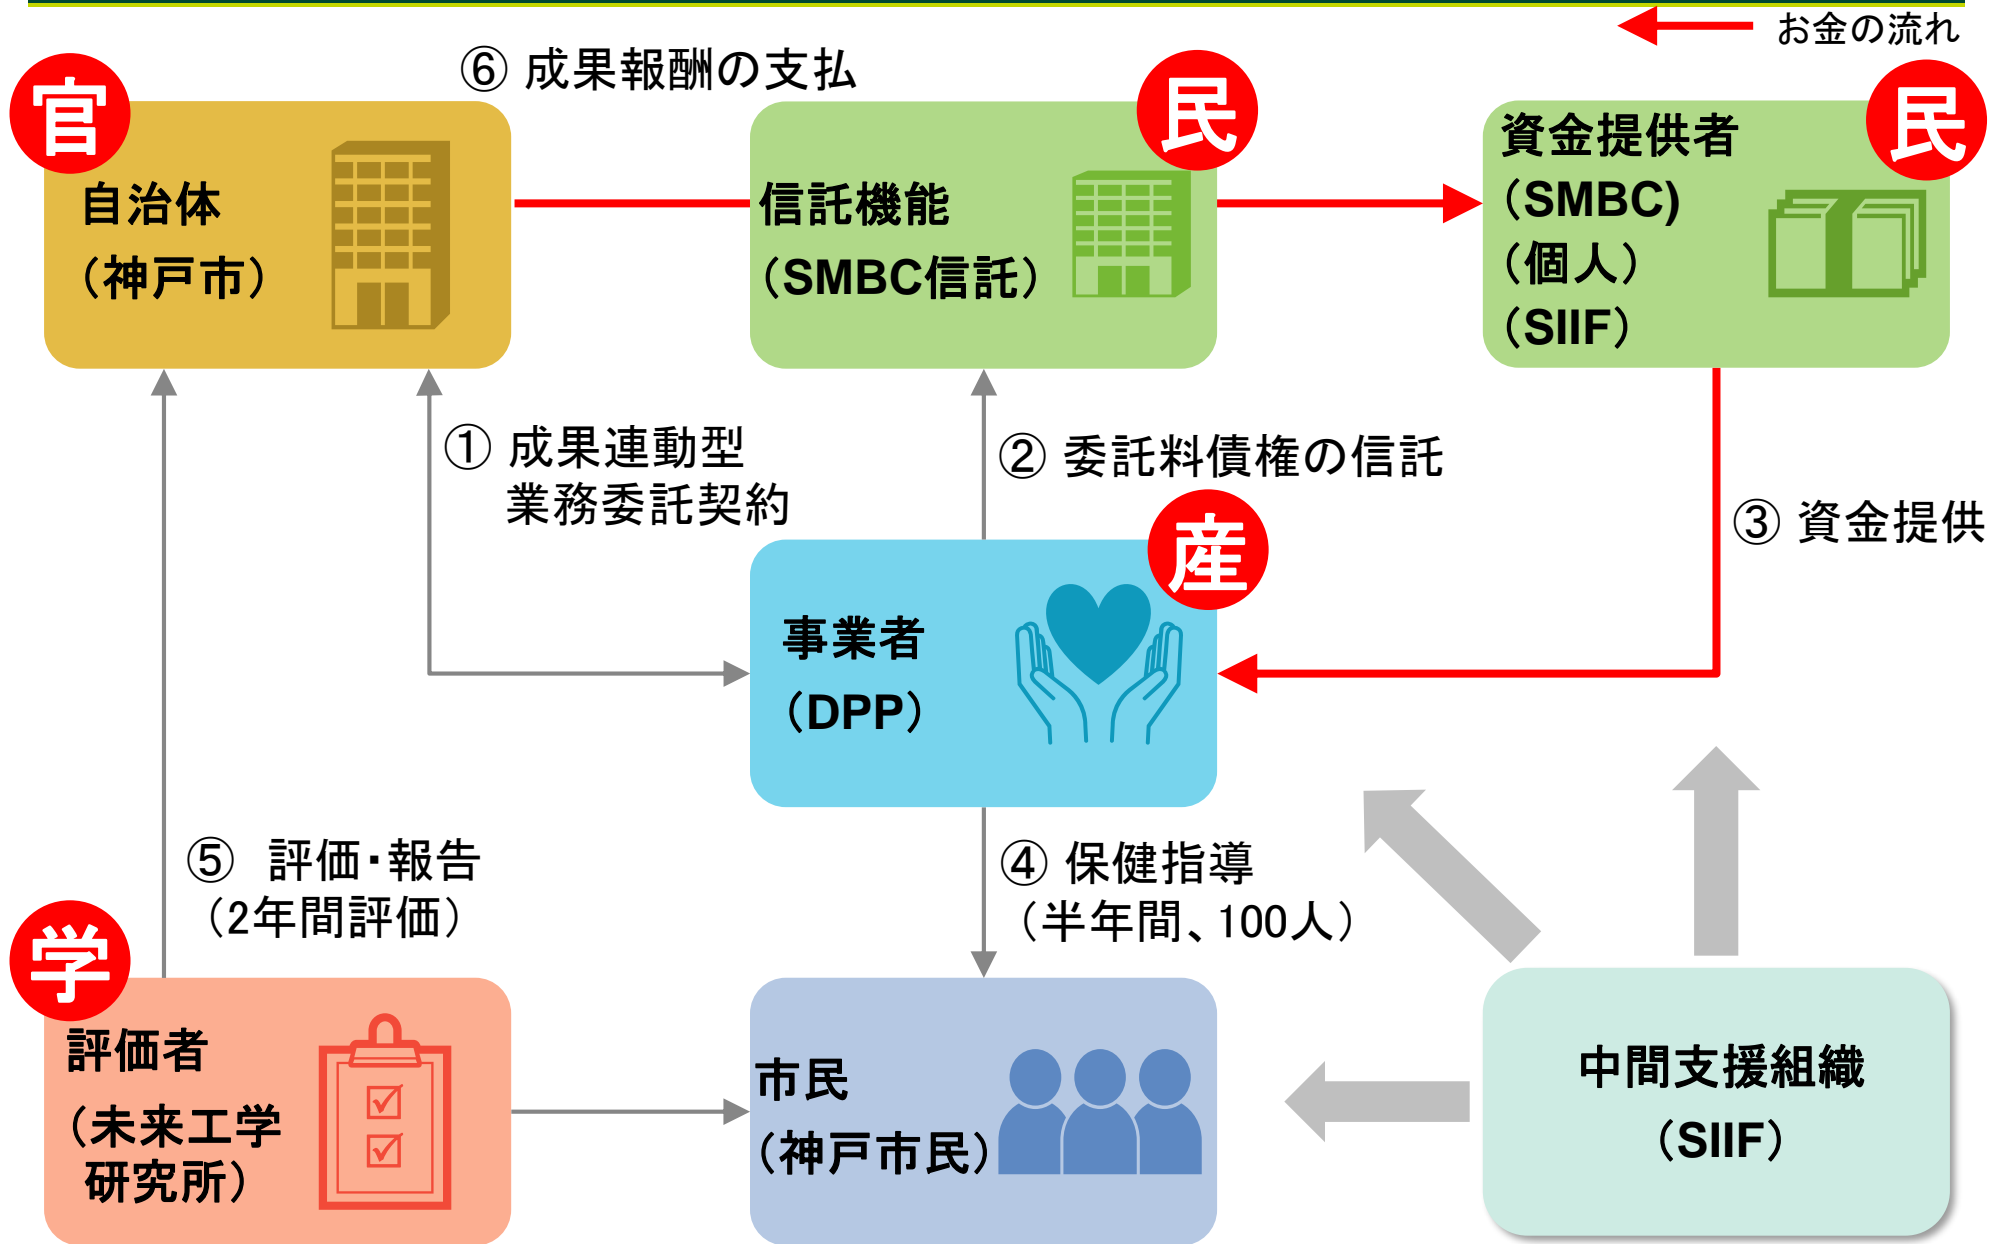 お金の流れ
⑥ 成果報酬の支払
官
自治体
（神戸市）
民
信託機能
（SMBC信託）
民
資金提供者
（SMBC)
（個人）
（SIIF）
① 成果連動型
業務委託契約
② 委託料債権の信託
③ 資金提供
産
事業者
（DPP）
⑤ 評価・報告
（2年間評価）
④ 保健指導
（半年間、100人）
学
評価者
（未来工学
研究所）
市民
（神戸市民）
中間支援組織
（SIIF）